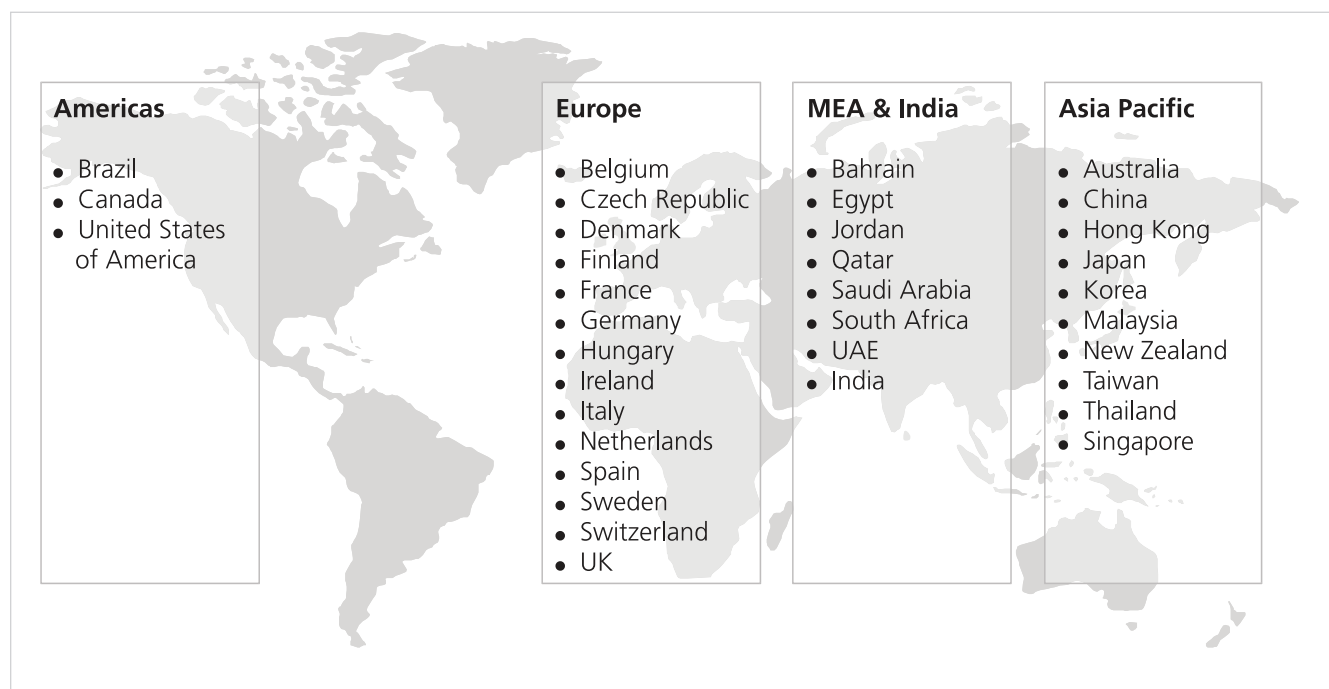 Americas
• Brazil
• Canada
• United States
of America
Europe
• Belgium
• Czech Republic
• Denmark
• Finland
• France
• Germany
• Hungary
• Ireland
• Italy
• Netherlands
• Spain
• Sweden
• Switzerland
• UK
MEA & India
• Bahrain
• Egypt
• Jordan
• Qatar
• Saudi Arabia
• South Africa
• UAE
• India
Asia Pacific
• Australia
• China
• Hong Kong
• Japan
• Korea
• Malaysia
• New Zealand
• Taiwan
• Thailand
• Singapore